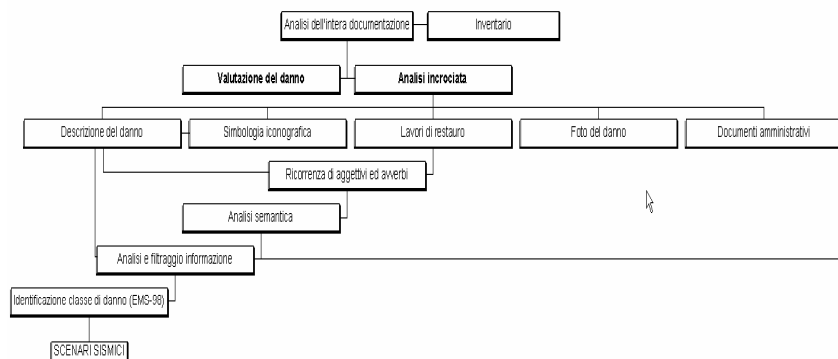 Analisi dell'intera documentazione
Inventario
Valutazione del danno
Analisi incrociata
Descrizione del danno
Simbologia iconografica
Lavori di restauro
Foto del danno
Documenti amministrativi
Ricorrenza di aggettivi ed avverbi
Analisi semantica
Analisi e filtraggio informazione
Identificazione classe di danno (EMS-98)
SCENARI SISMICI